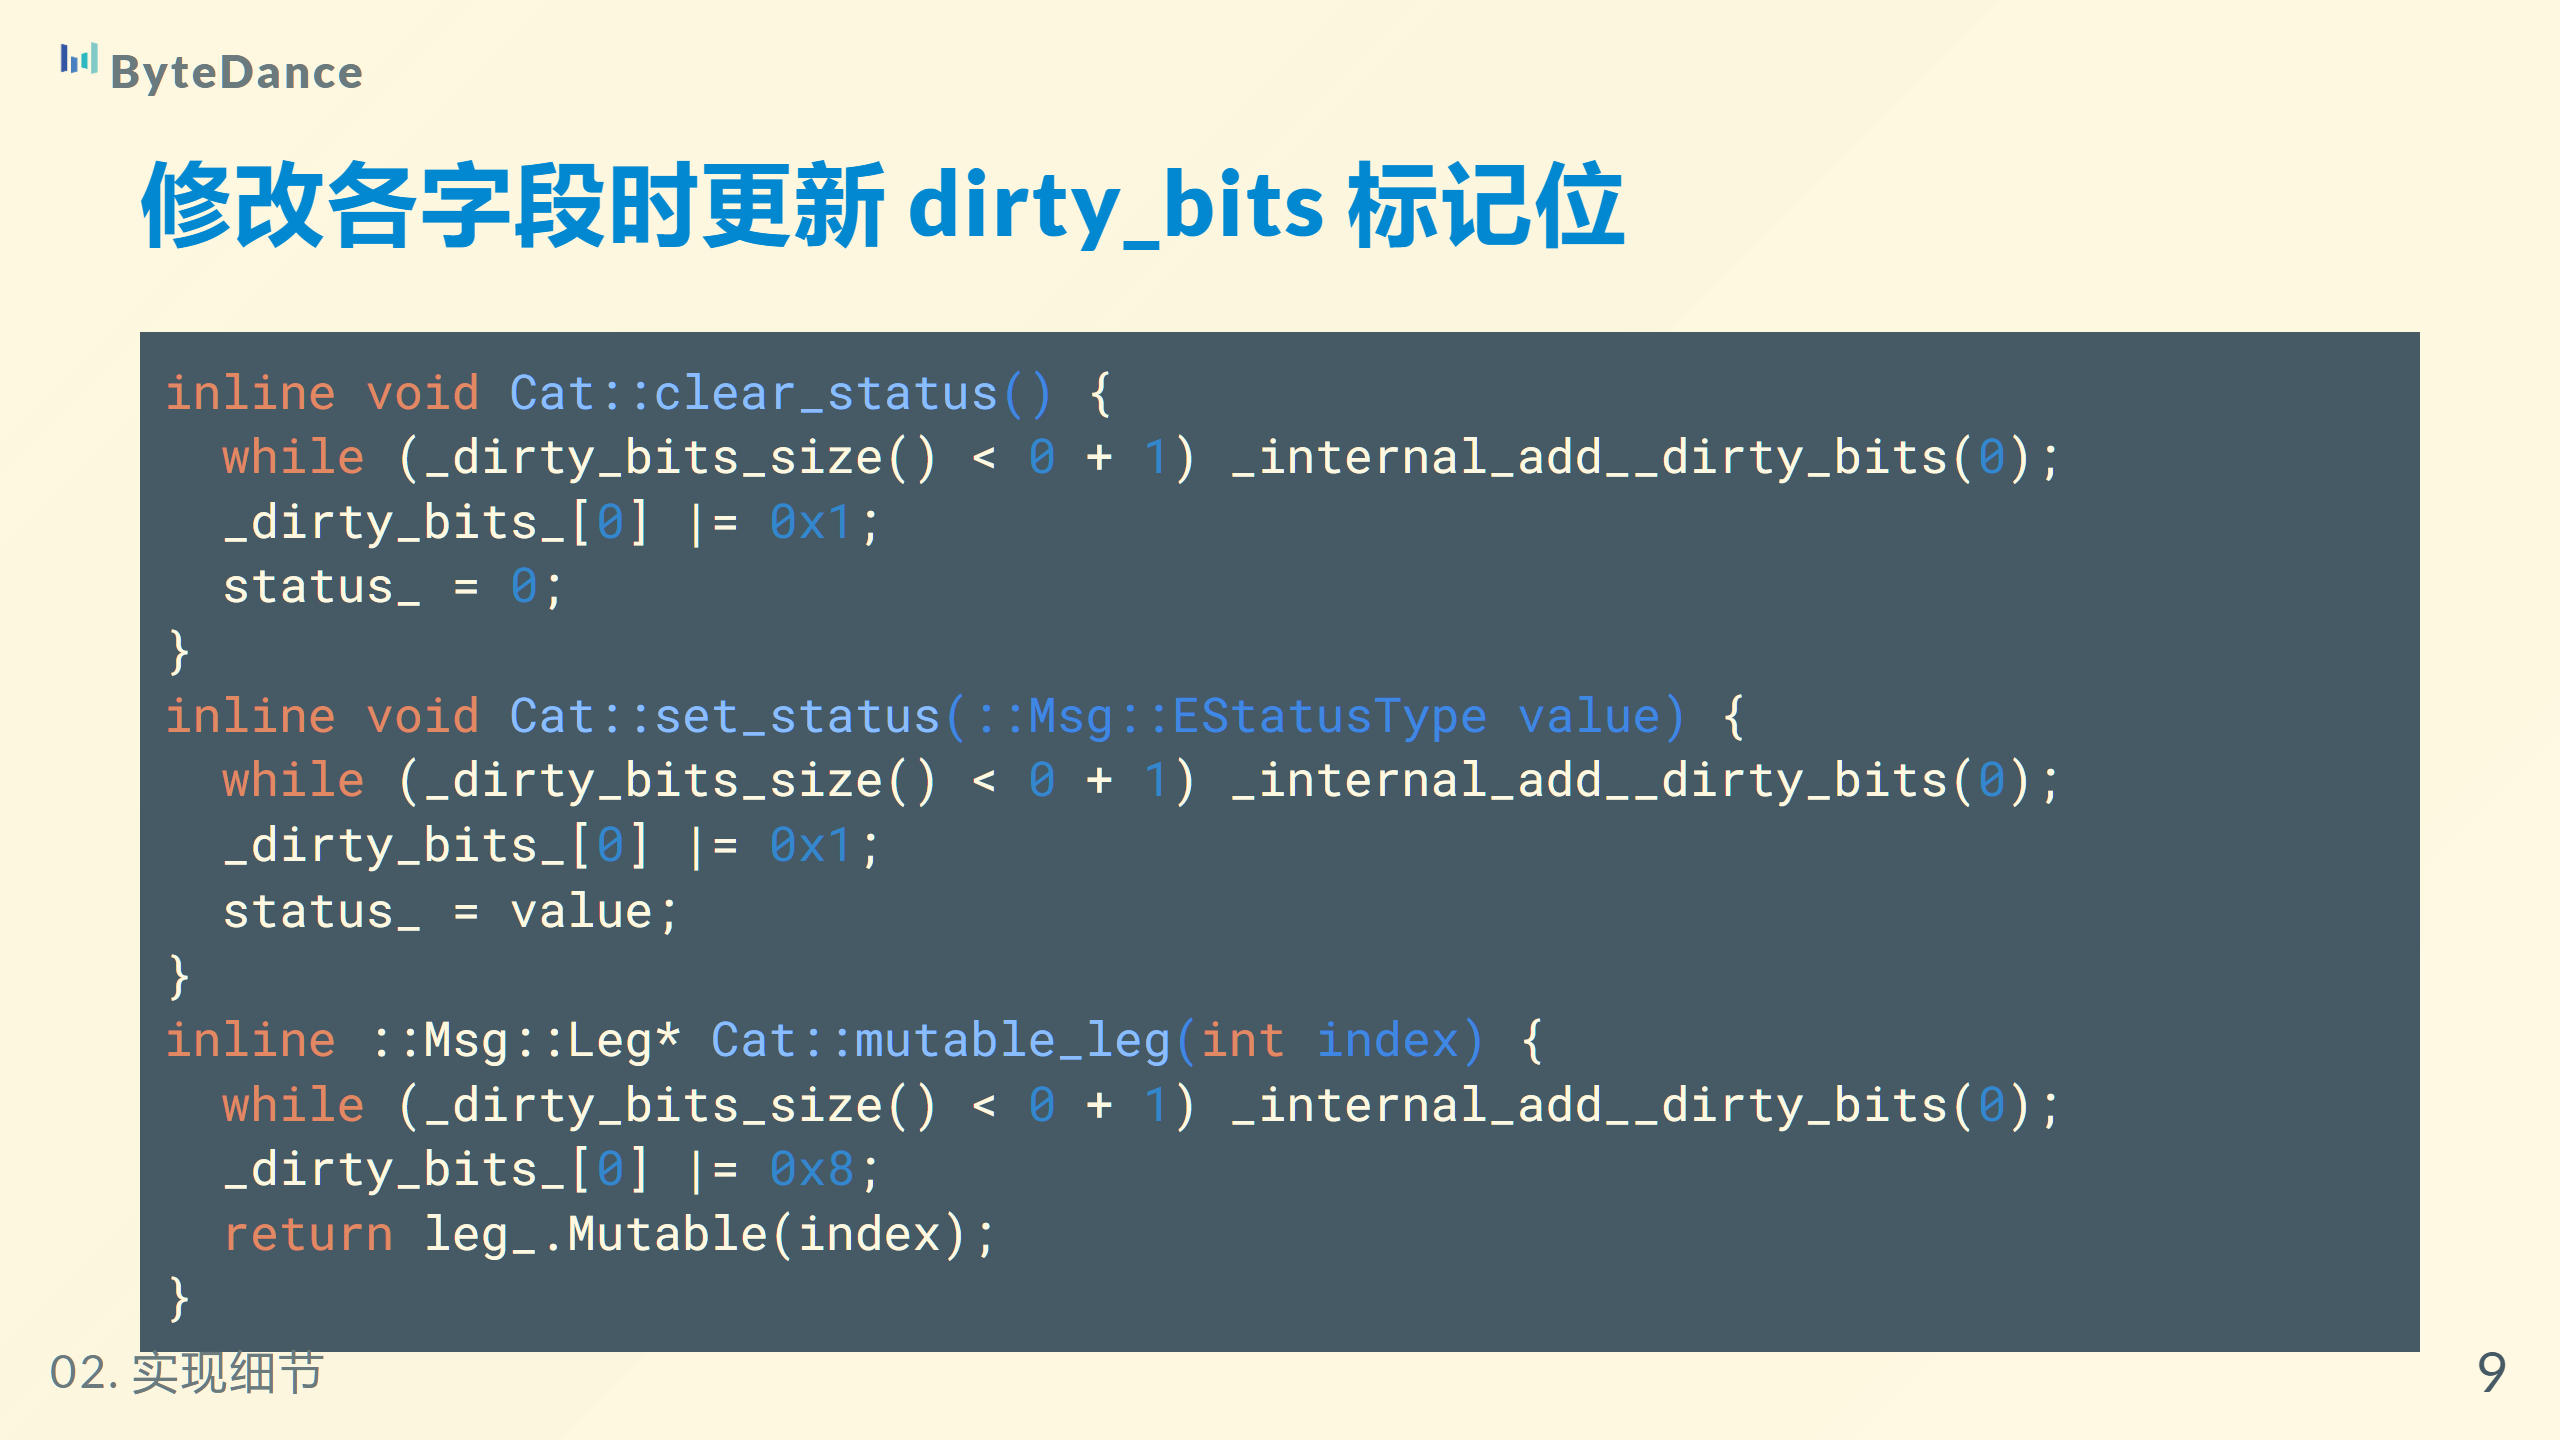 ByteDance
修改各字段时更新 dirty_bits 标记位
inline void Cat::clear_status() {
  while (_dirty_bits_size() < 0 + 1) _internal_add__dirty_bits(0);
  _dirty_bits_[0] |= 0x1;
  status_ = 0;
}
inline void Cat::set_status(::Msg::EStatusType value) {
  while (_dirty_bits_size() < 0 + 1) _internal_add__dirty_bits(0);
  _dirty_bits_[0] |= 0x1;
  status_ = value;
}
inline ::Msg::Leg* Cat::mutable_leg(int index) {
  while (_dirty_bits_size() < 0 + 1) _internal_add__dirty_bits(0);
  _dirty_bits_[0] |= 0x8;
  return leg_.Mutable(index);
}
02. 实现细节
9